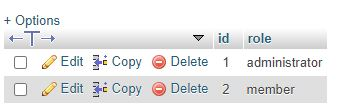 + Options
id role
Edit Copy Delete 1 administrator
Edit Copy Delete 2 member